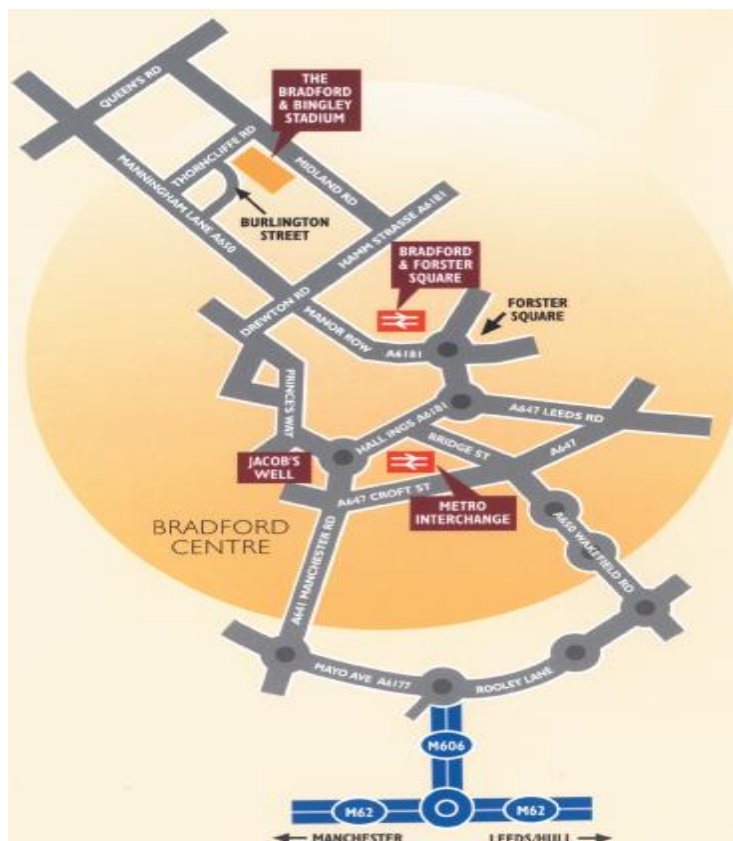 QUEEN'S RD
THE
BRADFORD
& BINGLEY
STADIUM
THORNCLIFFE RD
MIDLAND RD
MANNINGHAM LANE A650
BURLINGTON
STREET
HAMM STRASSE A6181
BRADFORD
& FORSTER
SQUARE
FORSTER
SQUARE
DREWTON RD
MANOR ROW
A6181
PRINCE'S WAY
HALL INGS A6181
A647 LEEDS RD
BRIDGE ST
A647
JACOB'S
WELL
A647 CROFT ST
METRO
INTERCHANGE
BRADFORD
CENTRE
A650 WAKEFIELD RD
A641 MANCHESTER RD
MAYO AVE A6177
ROOLEY LANE
M606
M62
M62
MANCHESTER
LEEDS/HULL